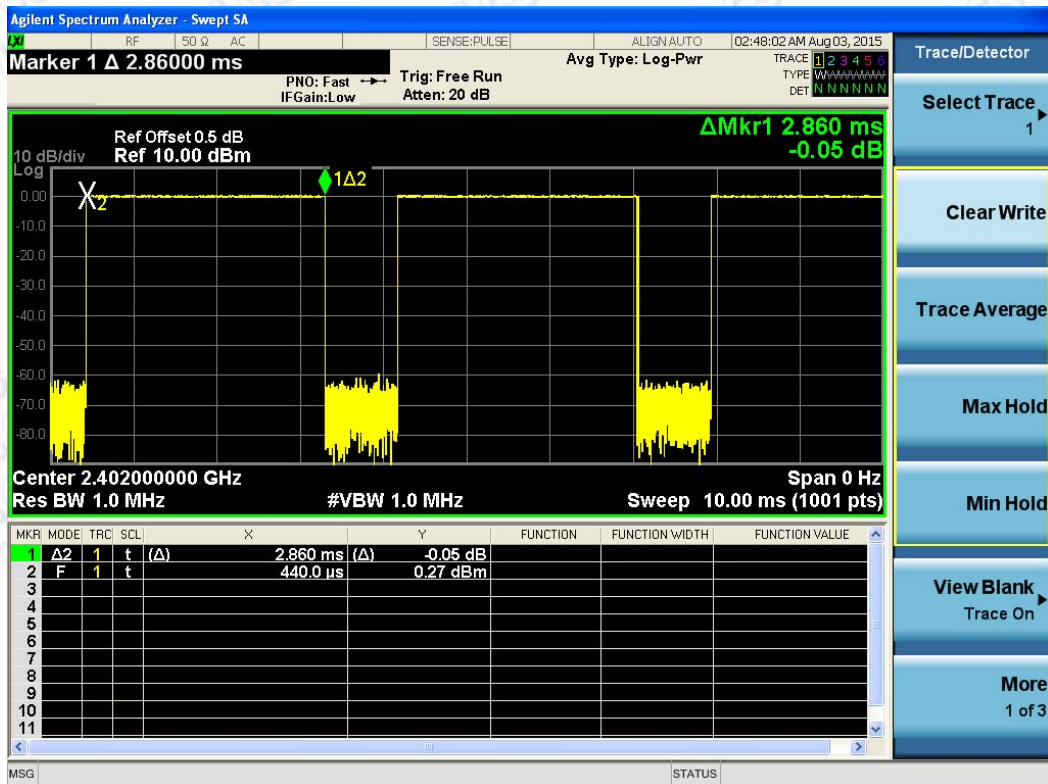 Agilent Spectrum Analyzer - Swept SA
LXI RF 50 Ω AC SENSE:PULSE ALIGN AUTO 02:48:02 AM Aug 03, 2015
Marker 1 Δ 2.86000 ms
PNO: Fast
IFGain:Low
Trig: Free Run
Atten: 20 dB
Avg Type: Log-Pwr
TRACE 1 2 3 4 5 6
TYPE WWWWWW
DET N N N N N N
ΔMkr1 2.860 ms
-0.05 dB
Ref Offset 0.5 dB
10 dB/div Ref 10.00 dBm
Log
1Δ2
0.00
2
-10.0
-20.0
-30.0
-40.0
-50.0
-60.0
-70.0
-80.0
Center 2.402000000 GHz Span 0 Hz
Res BW 1.0 MHz #VBW 1.0 MHz Sweep 10.00 ms (1001 pts)
MKR MODE TRC SCL X Y FUNCTION FUNCTION WIDTH FUNCTION VALUE
1 Δ2 1 t (Δ) 2.860 ms (Δ) -0.05 dB
2 F 1 t 440.0 µs 0.27 dBm
3
4
5
6
7
8
9
10
11
MSG STATUS
Trace/Detector
Select Trace
1
Clear Write
Trace Average
Max Hold
Min Hold
View Blank
Trace On
More
1 of 3